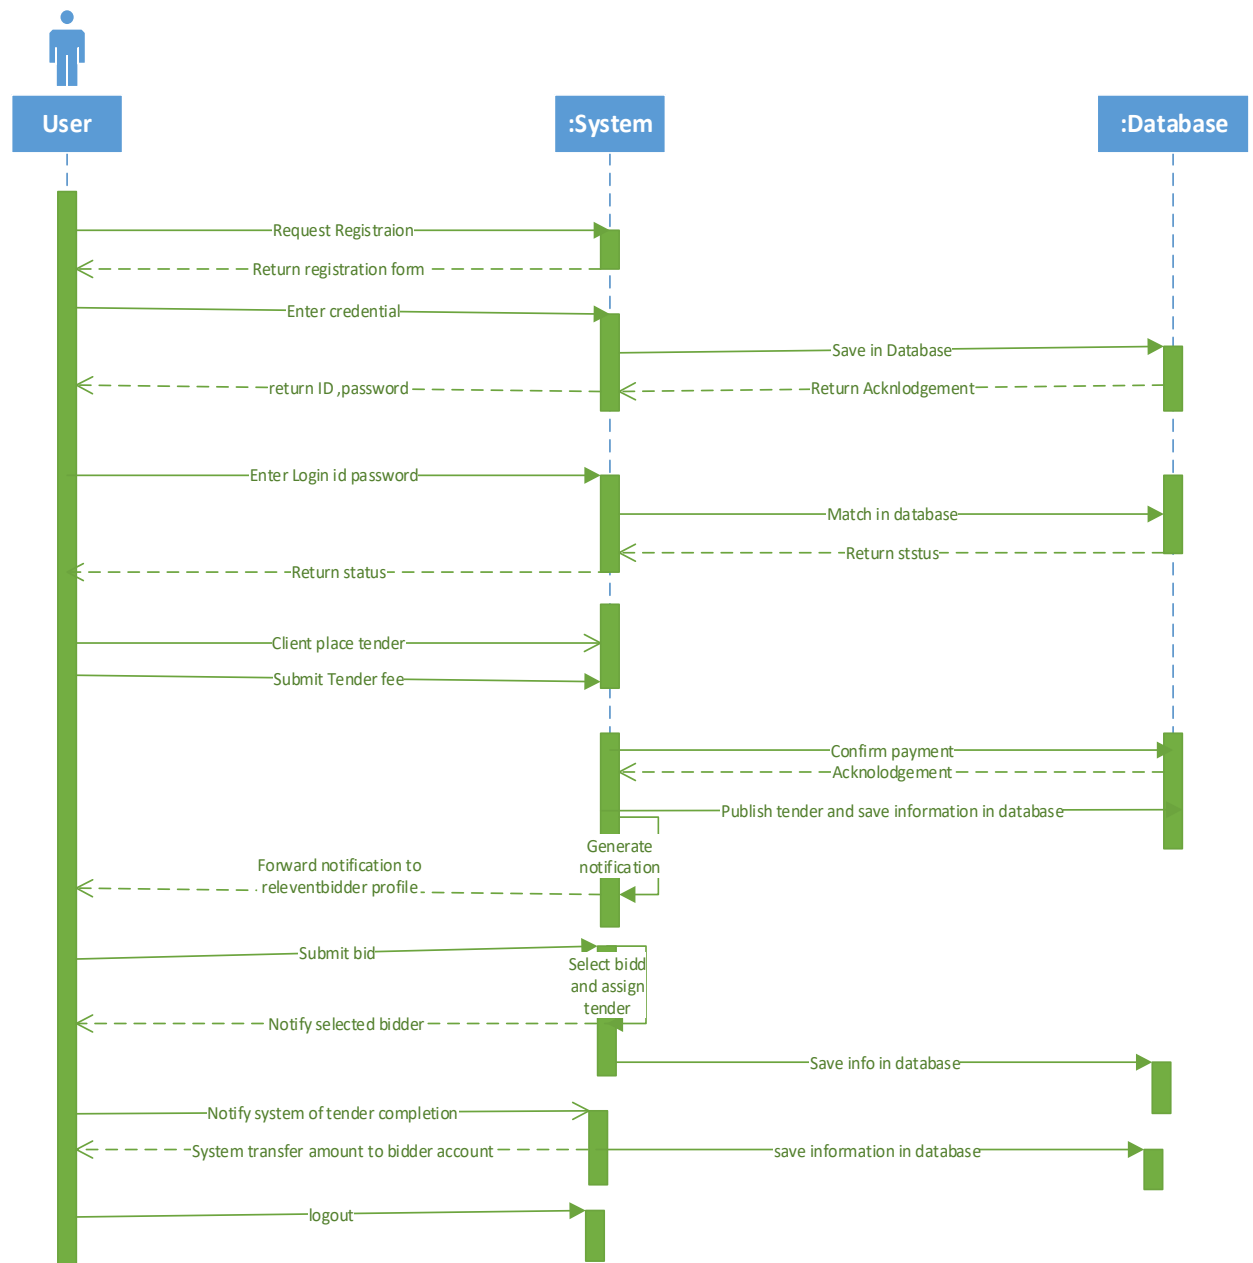 User
:System
:Database
Request Registraion
Return registration form
Enter credential
Save in Database
return ID ,password
Return Acknlodgement
Enter Login id password
Match in database
Return ststus
Return status
Client place tender
Submit Tender fee
Confirm payment
Acknolodgement
Publish tender and save information in database
Generate
notification
Forward notification to
releventbidder profile
Submit bid
Select bidd
and assign
tender
Notify selected bidder
Save info in database
Notify system of tender completion
System transfer amount to bidder account
save information in database
logout